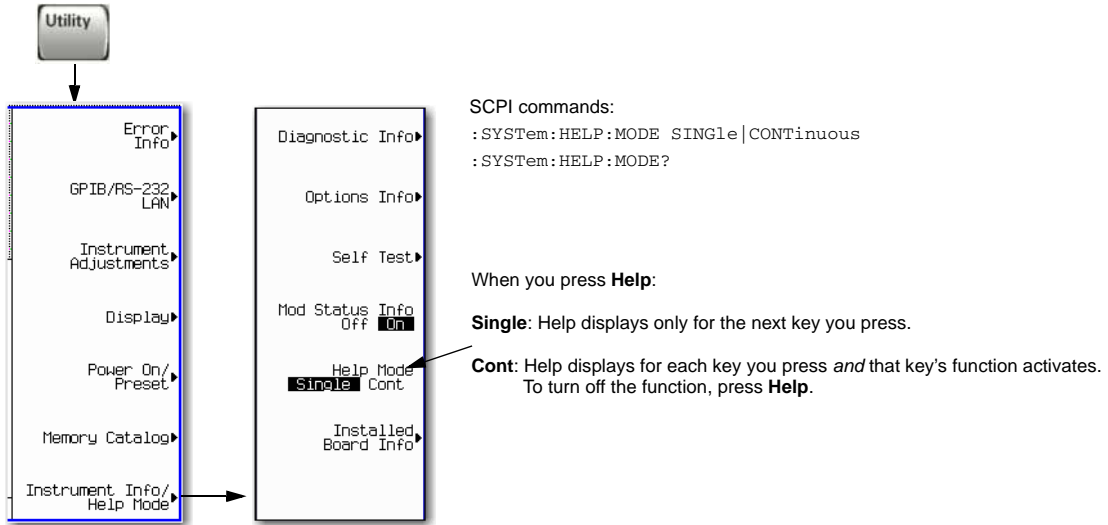 Utility
Error
Info
GPIB/RS-232
LAN
Instrument
Adjustments
Display
Power On/
Preset
Memory Catalog
Instrument Info/
Help Mode
Diagnostic Info
Options Info
Self Test
Mod Status Info
Off On
Help Mode
Single Cont
Installed
Board Info
SCPI commands:
:SYSTem:HELP:MODE SINGle|CONTinuous
:SYSTem:HELP:MODE?
When you press Help:
Single: Help displays only for the next key you press.
Cont: Help displays for each key you press and that key's function activates.
To turn off the function, press Help.